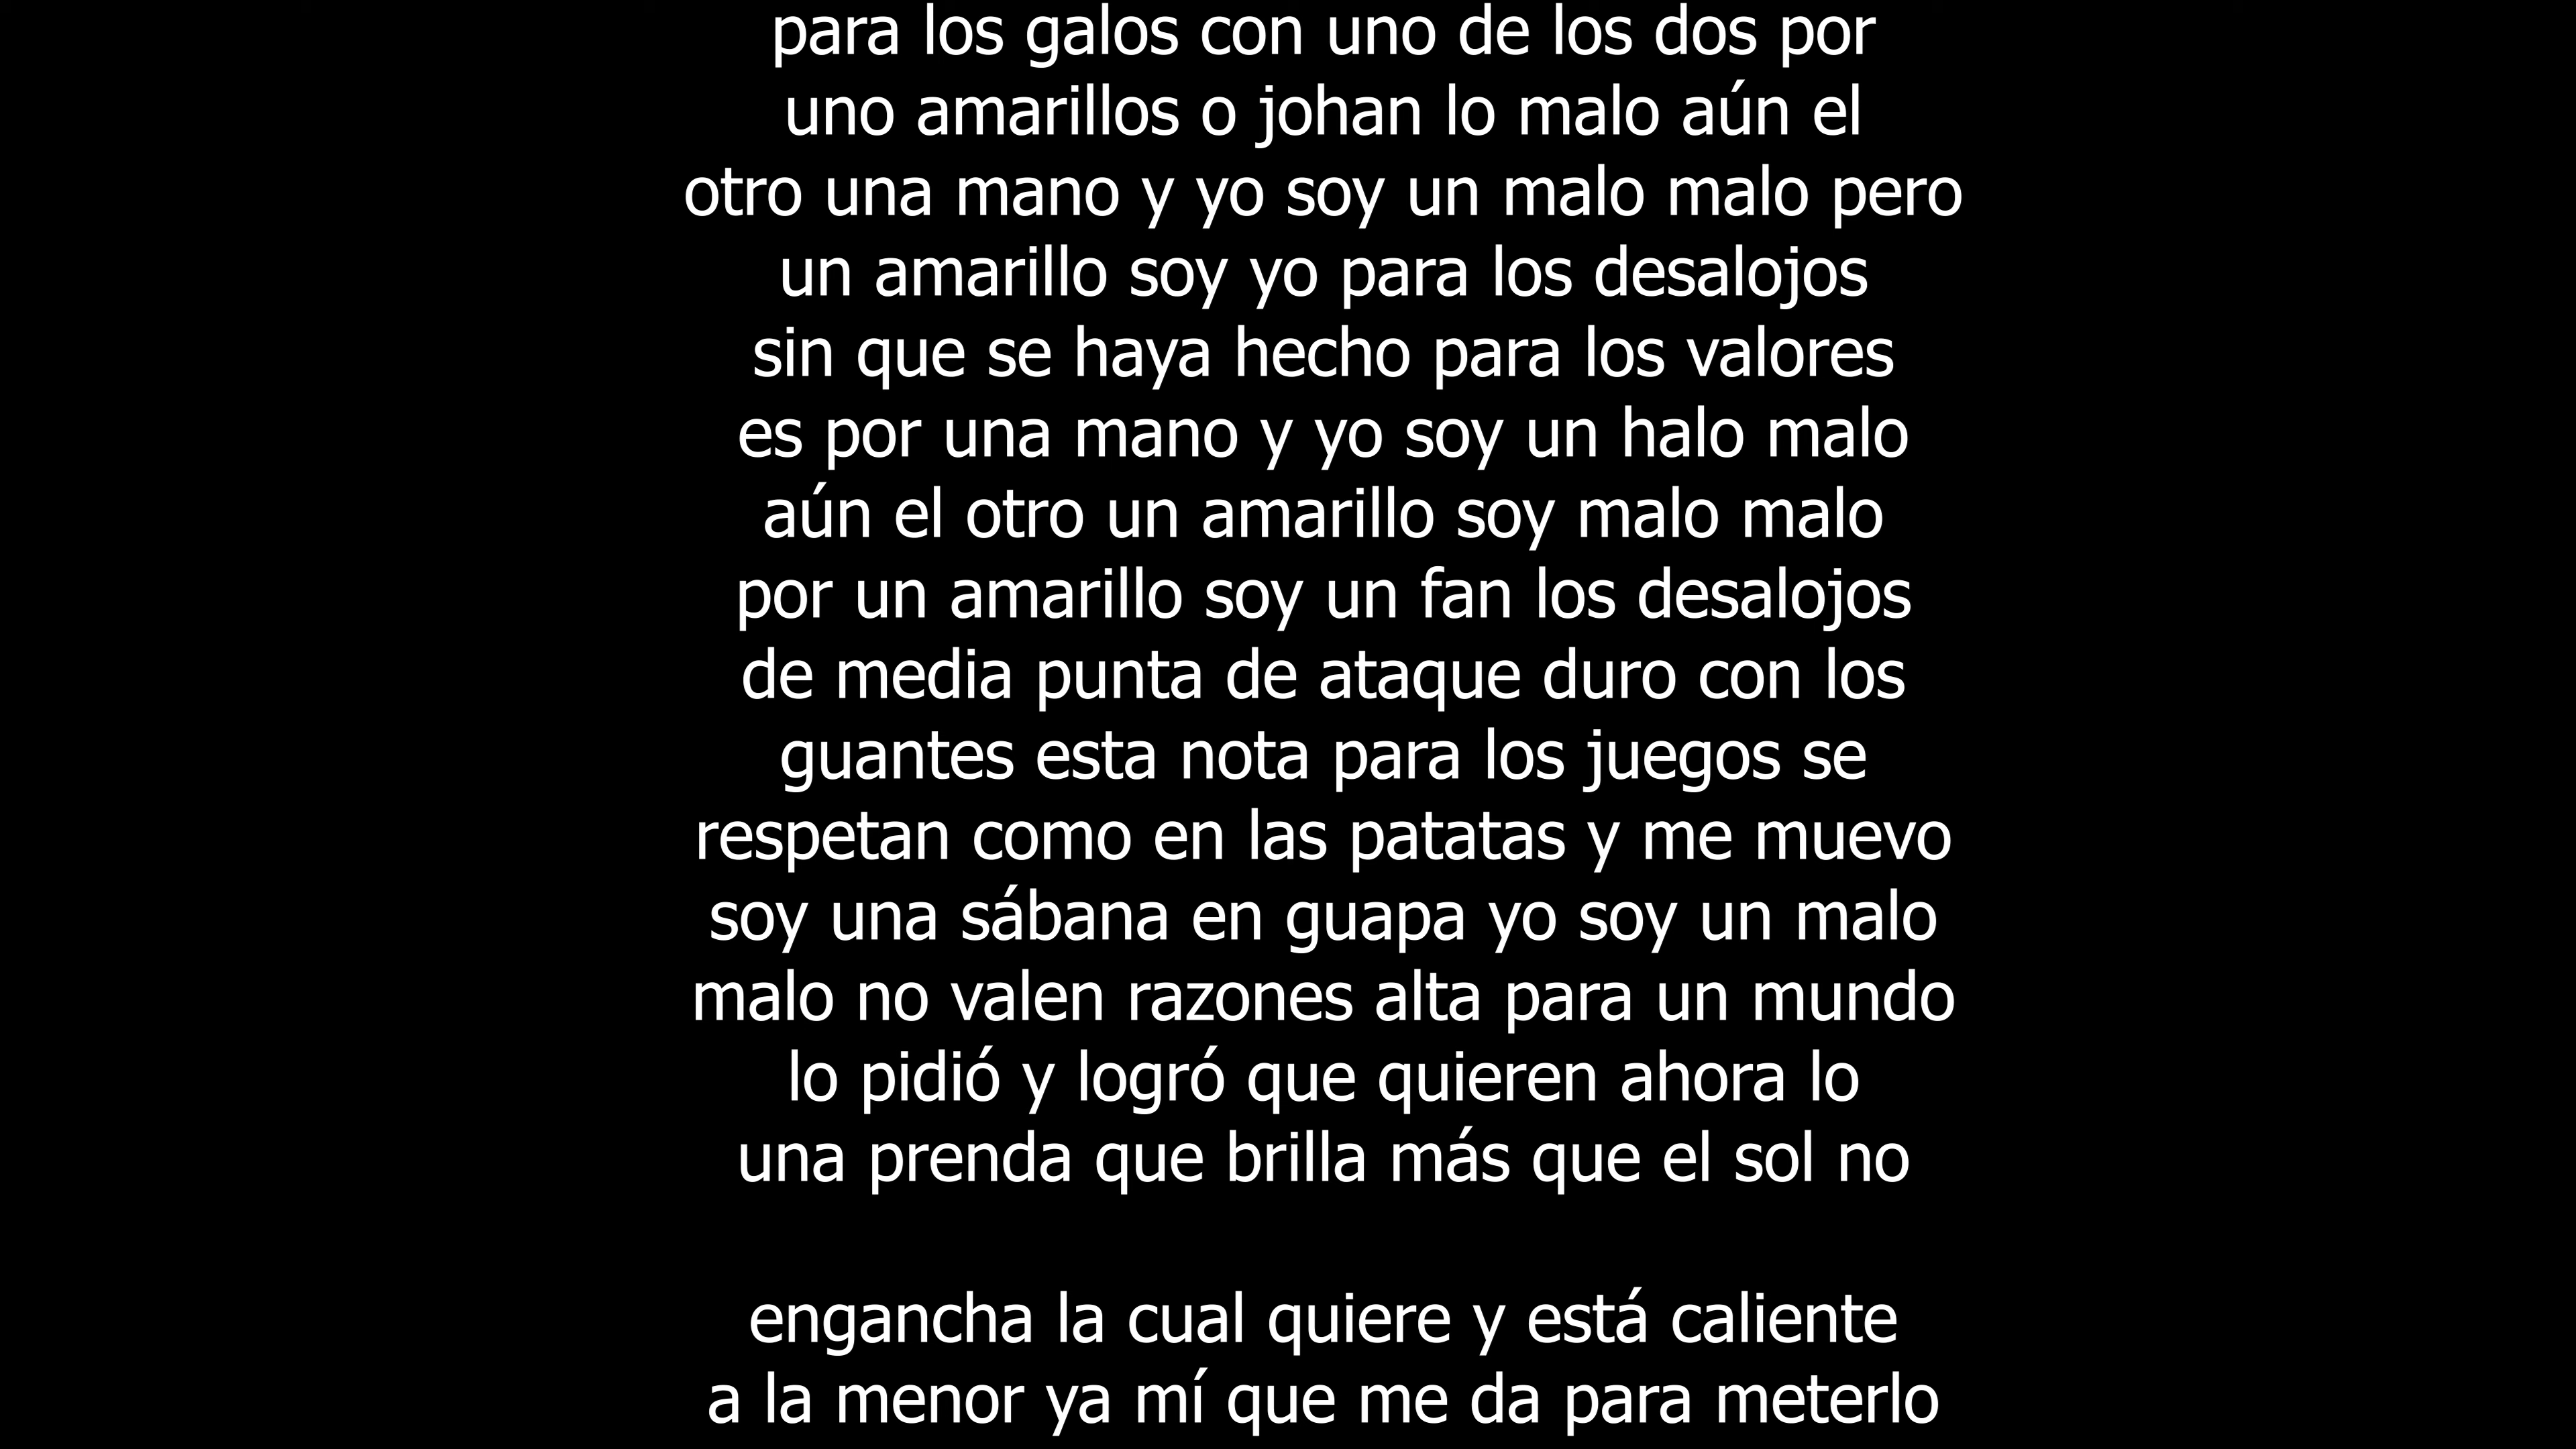 para los galos con uno de los dos por
uno amarillos o johan lo malo aún el
otro una mano y yo soy un malo malo pero
un amarillo soy yo para los desalojos
sin que se haya hecho para los valores
es por una mano y yo soy un halo malo
aún el otro un amarillo soy malo malo
por un amarillo soy un fan los desalojos
de media punta de ataque duro con los
guantes esta nota para los juegos se
respetan como en las patatas y me muevo
soy una sábana en guapa yo soy un malo
malo no valen razones alta para un mundo
lo pidió y logró que quieren ahora lo
una prenda que brilla más que el sol no
engancha la cual quiere y está caliente
a la menor ya mí que me da para meterlo